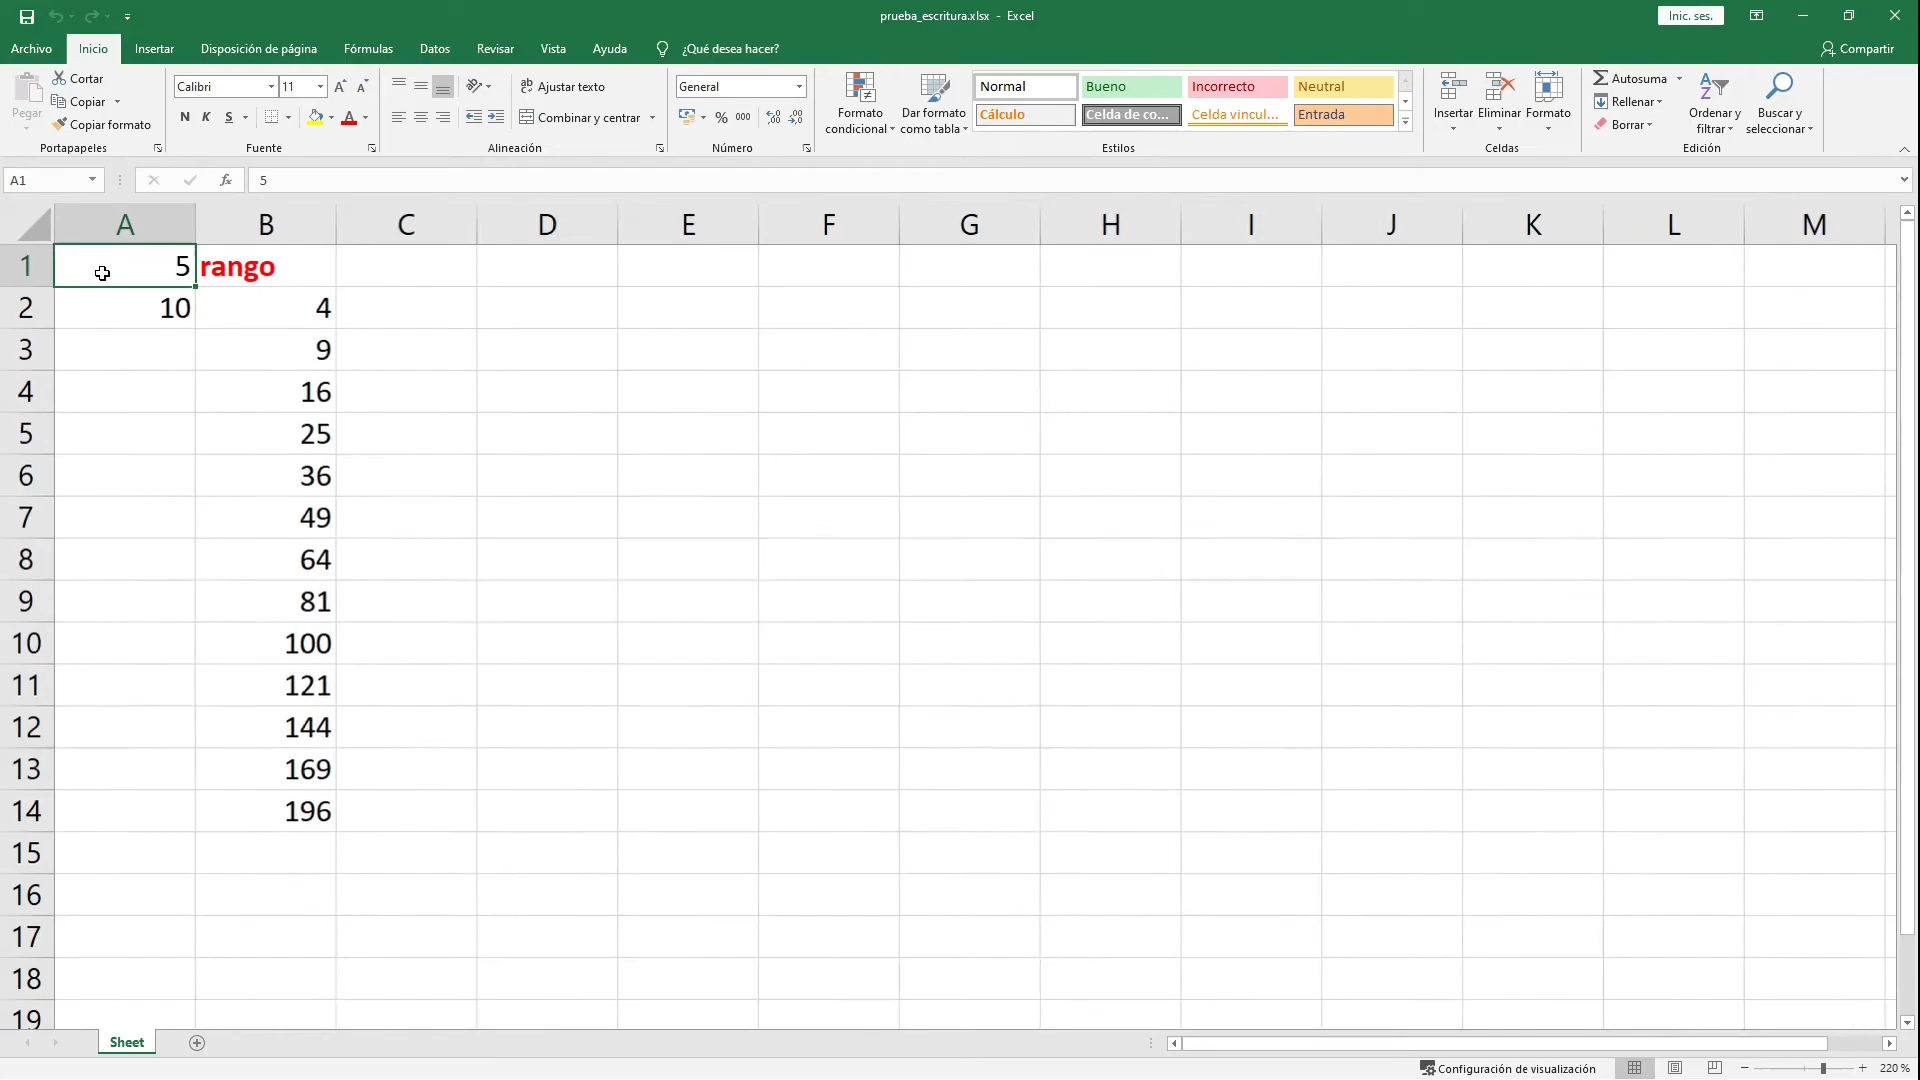 prueba_escritura.xlsx - Excel
Inic. ses.
Archivo Inicio Insertar Disposición de página Fórmulas Datos Revisar Vista Ayuda ¿Qué desea hacer? Compartir
Pegar
Cortar
Copiar
Copiar formato
Portapapeles
Calibri 11
N K S
Fuente
Ajustar texto
Combinar y centrar
Alineación
General
% 000
Número
Formato condicional
Dar formato como tabla
Normal Bueno Incorrecto Neutral
Cálculo Celda de co... Celda vincul... Entrada
Estilos
Insertar Eliminar Formato
Celdas
Autosuma
Rellenar
Borrar
Ordenar y filtrar
Buscar y seleccionar
Edición
A1 fx 5
A B C D E F G H I J K L M
1 5 rango
2 10 4
3 9
4 16
5 25
6 36
7 49
8 64
9 81
10 100
11 121
12 144
13 169
14 196
15
16
17
18
19
Sheet
Configuración de visualización 220 %